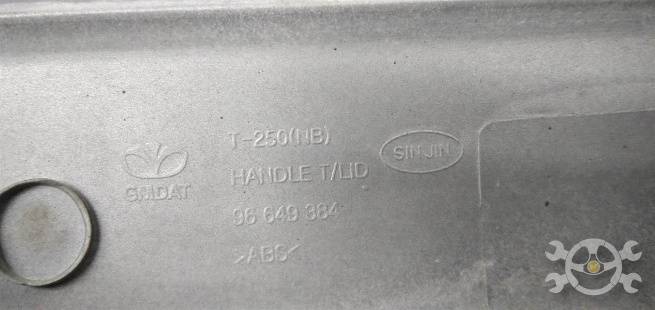 T-250(NB)
SINJIN
GMDAT
HANDLE T/LID
96 649 384
>ABS<